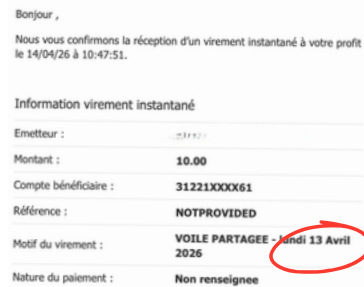 Bonjour ,
Nous vous confirmons la réception d'un virement instantané à votre profit
le 14/04/26 à 10:47:51.
Information virement instantané
Emetteur :
Montant : 10.00
Compte bénéficiaire : 31221XXXX61
Référence : NOTPROVIDED
Motif du virement : VOILE PARTAGEE - lundi 13 Avril
2026
Nature du paiement : Non renseignee